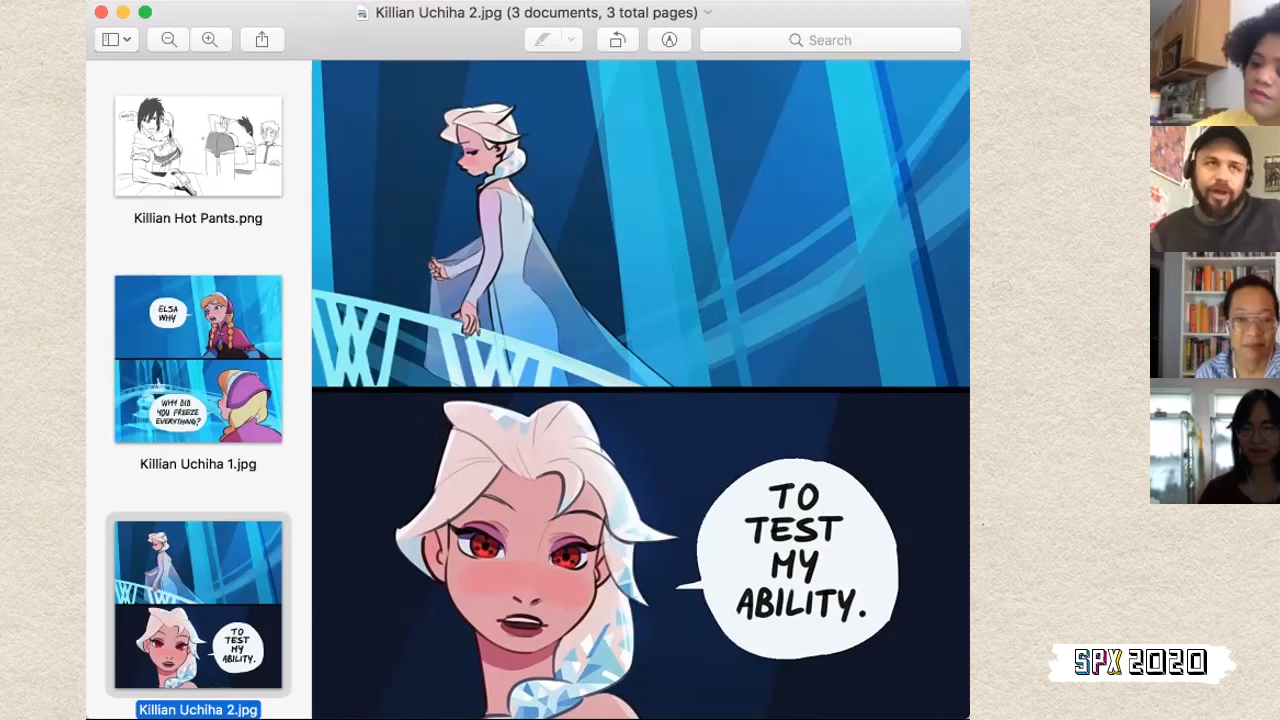 Killian Uchiha 2.jpg (3 documents, 3 total pages)
Search
Killian Hot Pants.png
ELSA
WHY
WHY DID
YOU FREEZE
EVERYTHING?
Killian Uchiha 1.jpg
TO
TEST
MY
ABILITY.
Killian Uchiha 2.jpg
TO
TEST
MY
ABILITY.
SPX 2020